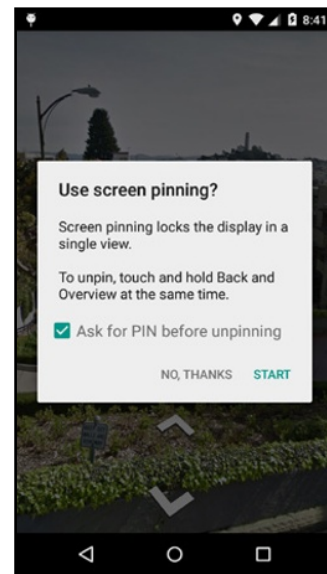 8:41
Use screen pinning?
Screen pinning locks the display in a
single view.
To unpin, touch and hold Back and
Overview at the same time.
Ask for PIN before unpinning
NO, THANKS START